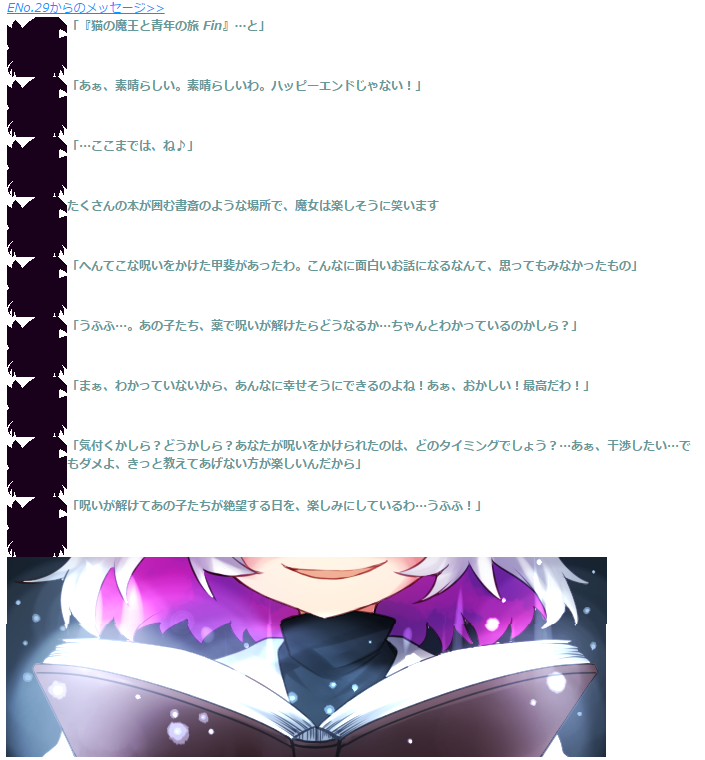 ENo.29からのメッセージ>>
「『猫の魔王と青年の旅 Fin』…と」
「あぁ、素晴らしい。素晴らしいわ。ハッピーエンドじゃない！」
「…ここまでは、ね♪」
たくさんの本が囲む書斎のような場所で、魔女は楽しそうに笑います
「へんてこな呪いをかけた甲斐があったわ。こんなに面白いお話になるなんて、思ってもみなかったもの」
「うふふ…。あの子たち、薬で呪いが解けたらどうなるか…ちゃんとわかっているのかしら？」
「まぁ、わかっていないから、あんなに幸せそうにできるのよね！あぁ、おかしい！最高だわ！」
「気付くかしら？どうかしら？あなたが呪いをかけられたのは、どのタイミングでしょう？…あぁ、干渉したい…で
もダメよ、きっと教えてあげない方が楽しいんだから」
「呪いが解けてあの子たちが絶望する日を、楽しみにしているわ…うふふ！」